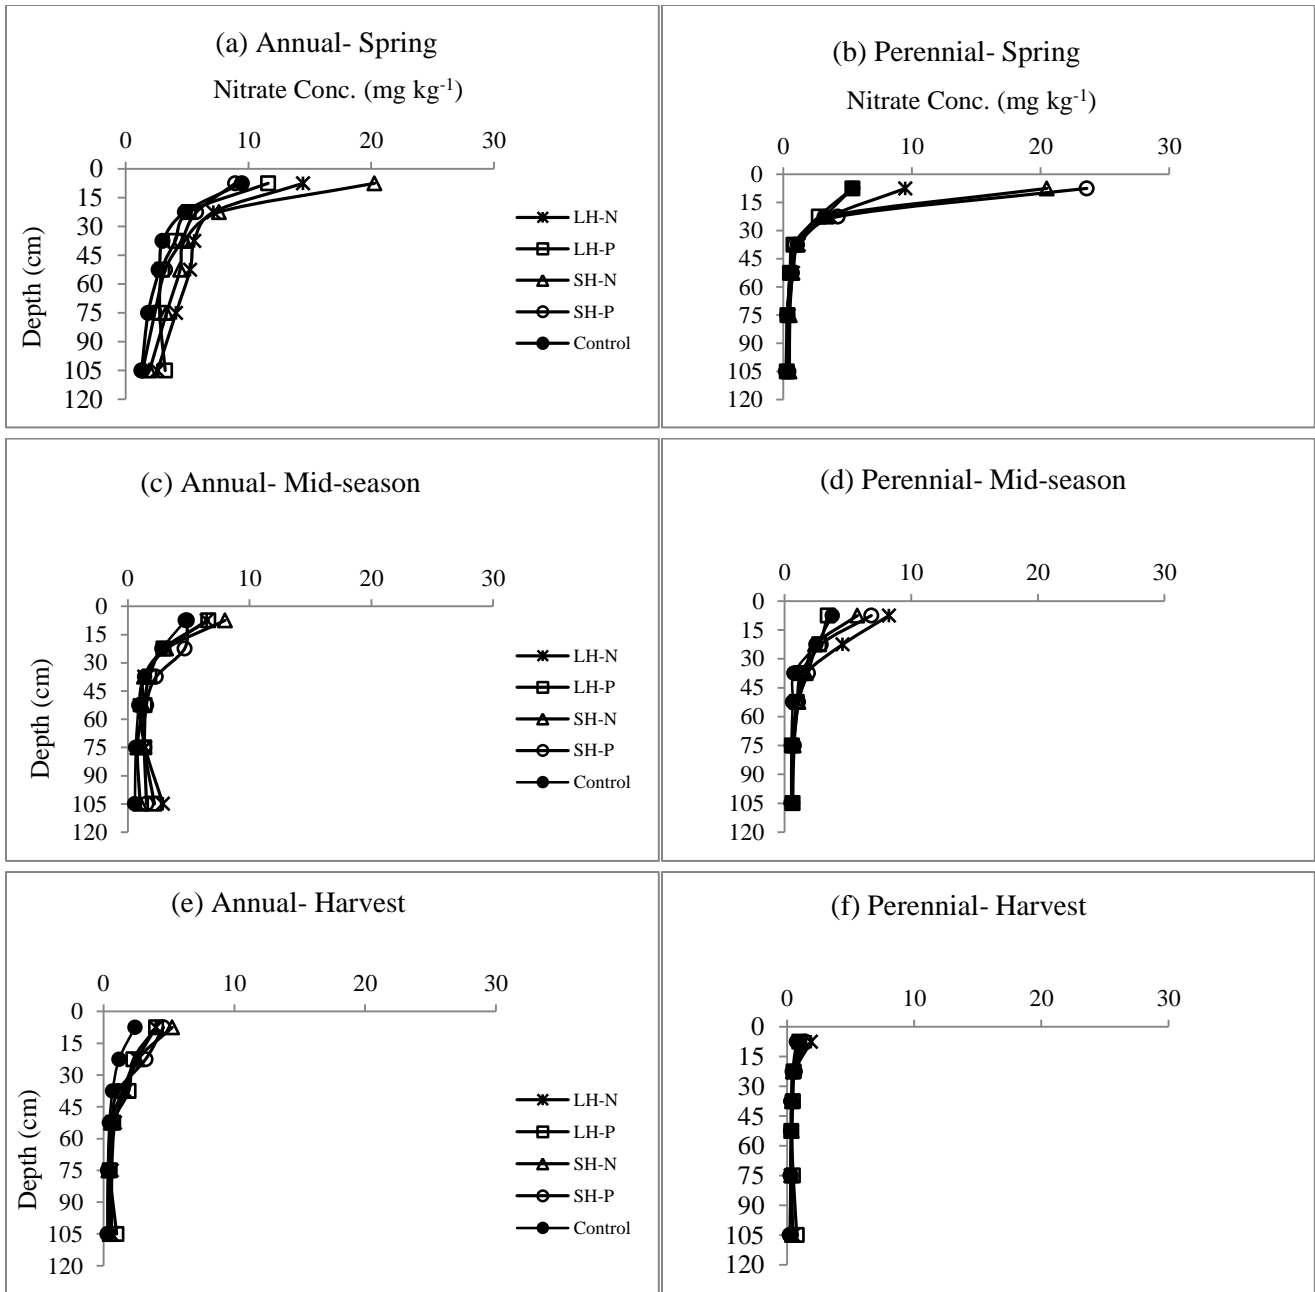 (a) Annual- Spring
Nitrate Conc. (mg kg-1)
0 10 20 30
0
15
30
45
60
75
90
105
120
Depth (cm)
LH-N
LH-P
SH-N
SH-P
Control
(b) Perennial- Spring
Nitrate Conc. (mg kg-1)
0 10 20 30
0
15
30
45
60
75
90
105
120
(c) Annual- Mid-season
0 10 20 30
0
15
30
45
60
75
90
105
120
Depth (cm)
LH-N
LH-P
SH-N
SH-P
Control
(d) Perennial- Mid-season
0 10 20 30
0
15
30
45
60
75
90
105
120
(e) Annual- Harvest
0 10 20 30
0
15
30
45
60
75
90
105
120
Depth (cm)
LH-N
LH-P
SH-N
SH-P
Control
(f) Perennial- Harvest
0 10 20 30
0
15
30
45
60
75
90
105
120